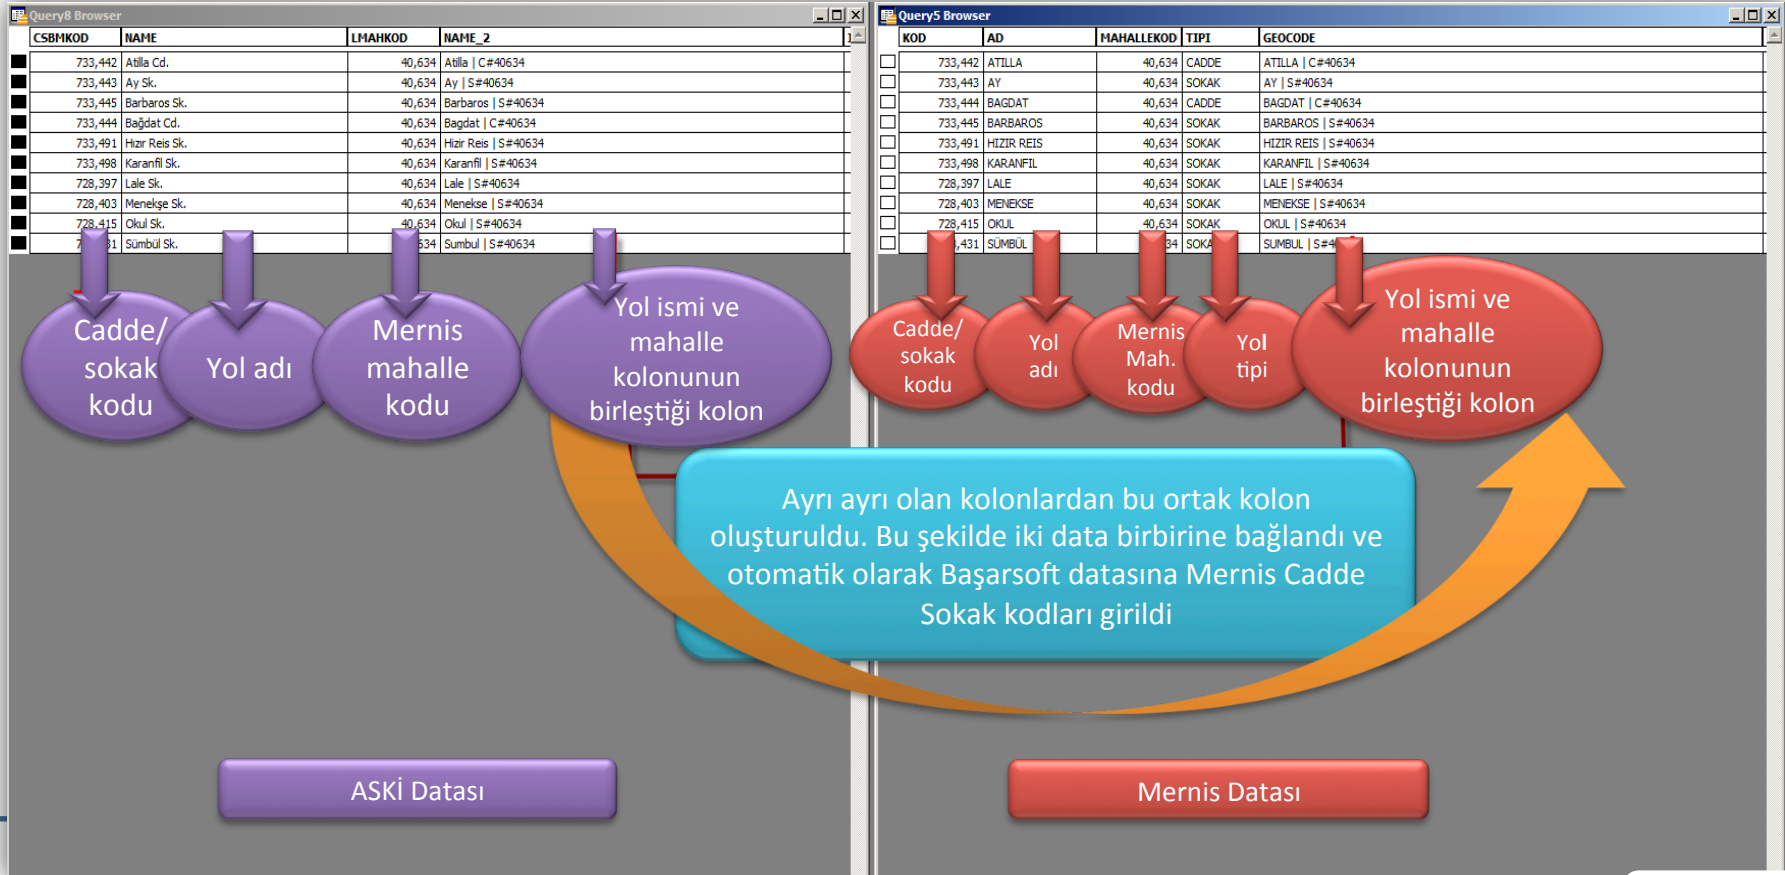 Query8 Browser
CSBMKOD NAME LMAHKOD NAME_2
733,442 Atilla Cd. 40,634 Atilla | C#40634
733,443 Ay Sk. 40,634 Ay | S#40634
733,445 Barbaros Sk. 40,634 Barbaros | S#40634
733,444 Bağdat Cd. 40,634 Bagdat | C#40634
733,491 Hızır Reis Sk. 40,634 Hizir Reis | S#40634
733,498 Karanfil Sk. 40,634 Karanfil | S#40634
728,397 Lale Sk. 40,634 Lale | S#40634
728,403 Menekşe Sk. 40,634 Menekse | S#40634
728,415 Okul Sk. 40,634 Okul | S#40634
Sümbül Sk. Sumbul | S#40634
Cadde/
sokak
kodu
Yol adı
Mernis
mahalle
kodu
Yol ismi ve
mahalle
kolonunun
birleştiği kolon
Query5 Browser
KOD AD MAHALLEKOD TIPI GEOCODE
733,442 ATILLA 40,634 CADDE ATILLA | C#40634
733,443 AY 40,634 SOKAK AY | S#40634
733,444 BAGDAT 40,634 CADDE BAGDAT | C#40634
733,445 BARBAROS 40,634 SOKAK BARBAROS | S#40634
733,491 HIZIR REIS 40,634 SOKAK HIZIR REIS | S#40634
733,498 KARANFIL 40,634 SOKAK KARANFIL | S#40634
728,397 LALE 40,634 SOKAK LALE | S#40634
728,403 MENEKSE 40,634 SOKAK MENEKSE | S#40634
728,415 OKUL 40,634 SOKAK OKUL | S#40634
SÜMBÜL SUMBUL |
Cadde/
sokak
kodu
Yol
adı
Mernis
Mah.
kodu
Yol
tipi
Yol ismi ve
mahalle
kolonunun
birleştiği kolon
Ayrı ayrı olan kolonlardan bu ortak kolon
oluşturuldu. Bu şekilde iki data birbirine bağlandı ve
otomatik olarak Başarsoft datasına Mernis Cadde
Sokak kodları girildi
ASKİ Datası
Mernis Datası